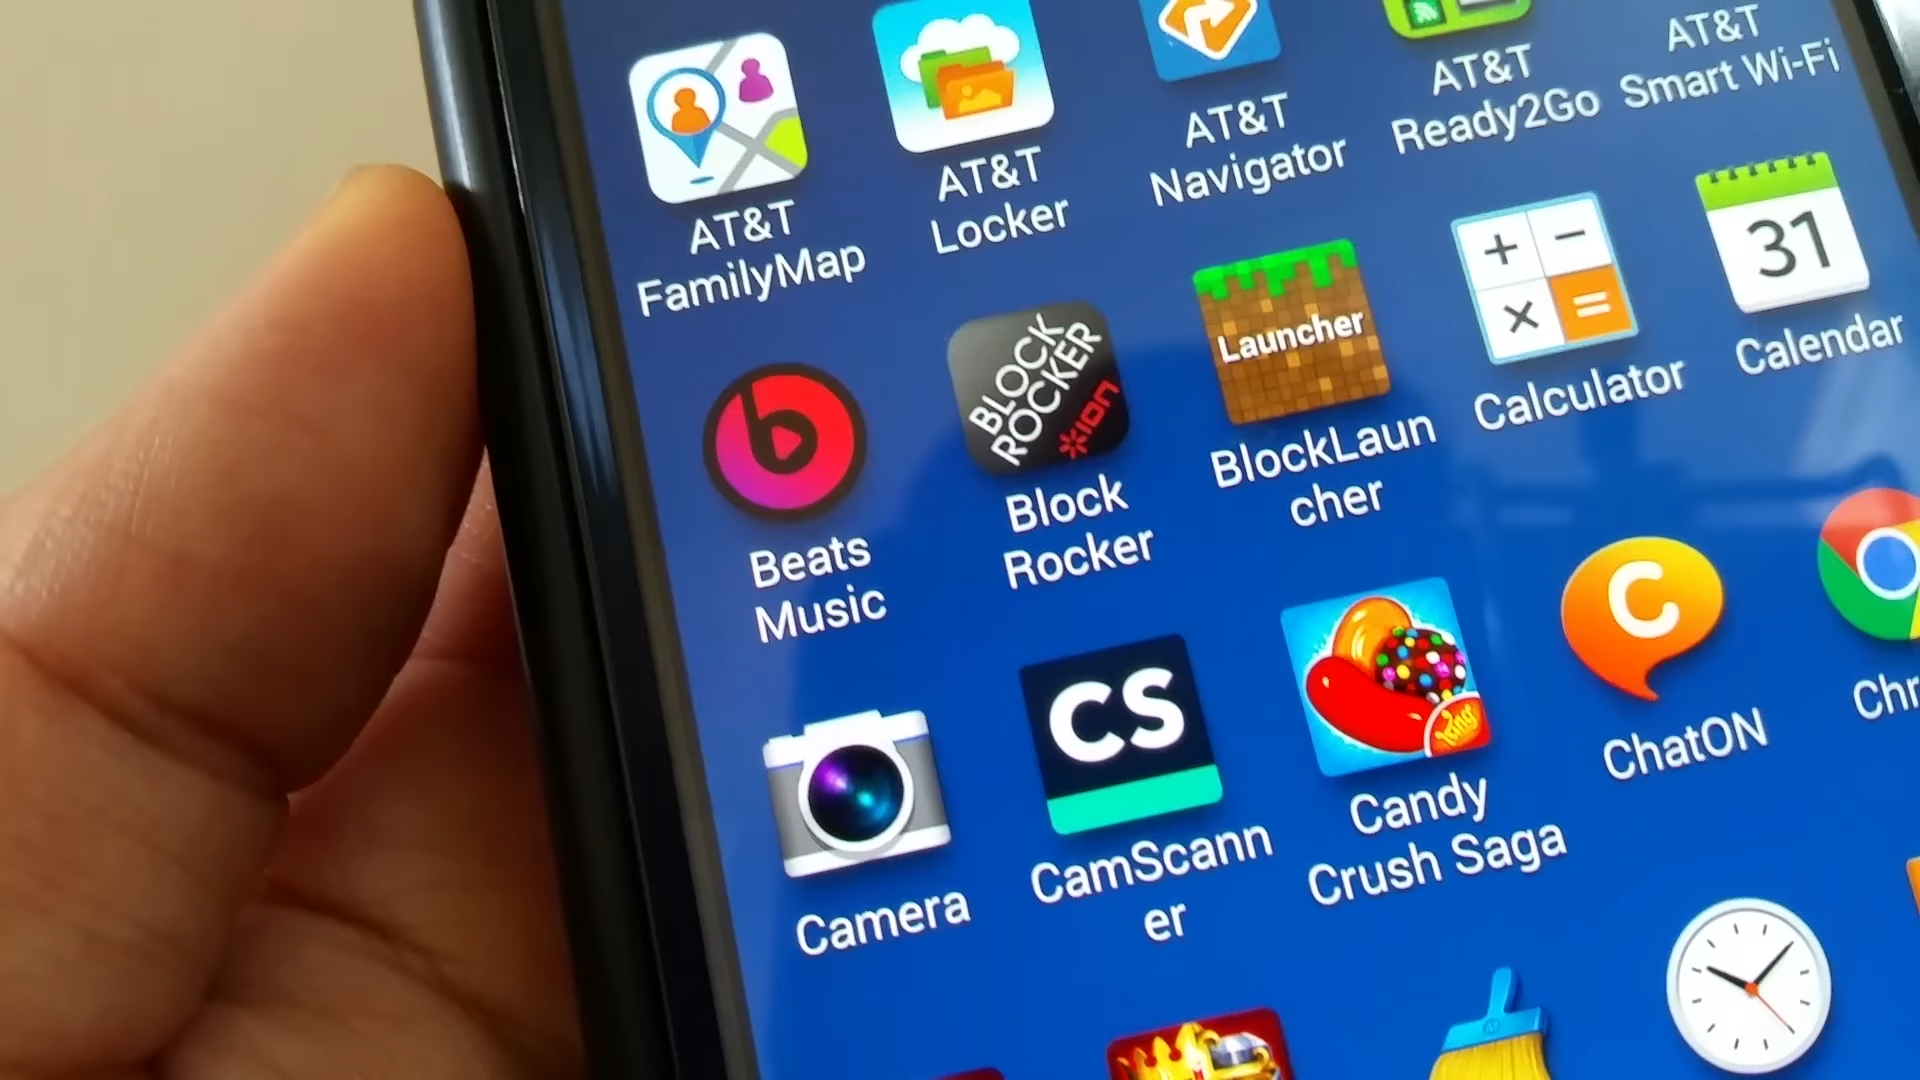 AT&T
FamilyMap
AT&T
Locker
AT&T
Navigator
AT&T
Ready2Go
AT&T
Smart Wi-Fi
Beats
Music
BLOCK
ROCKER
ION
Block
Rocker
Launcher
BlockLaun
cher
+ −
× =
Calculator
31
Calendar
Camera
CS
CamScann
er
King
Candy
Crush Saga
C
ChatON
Chr